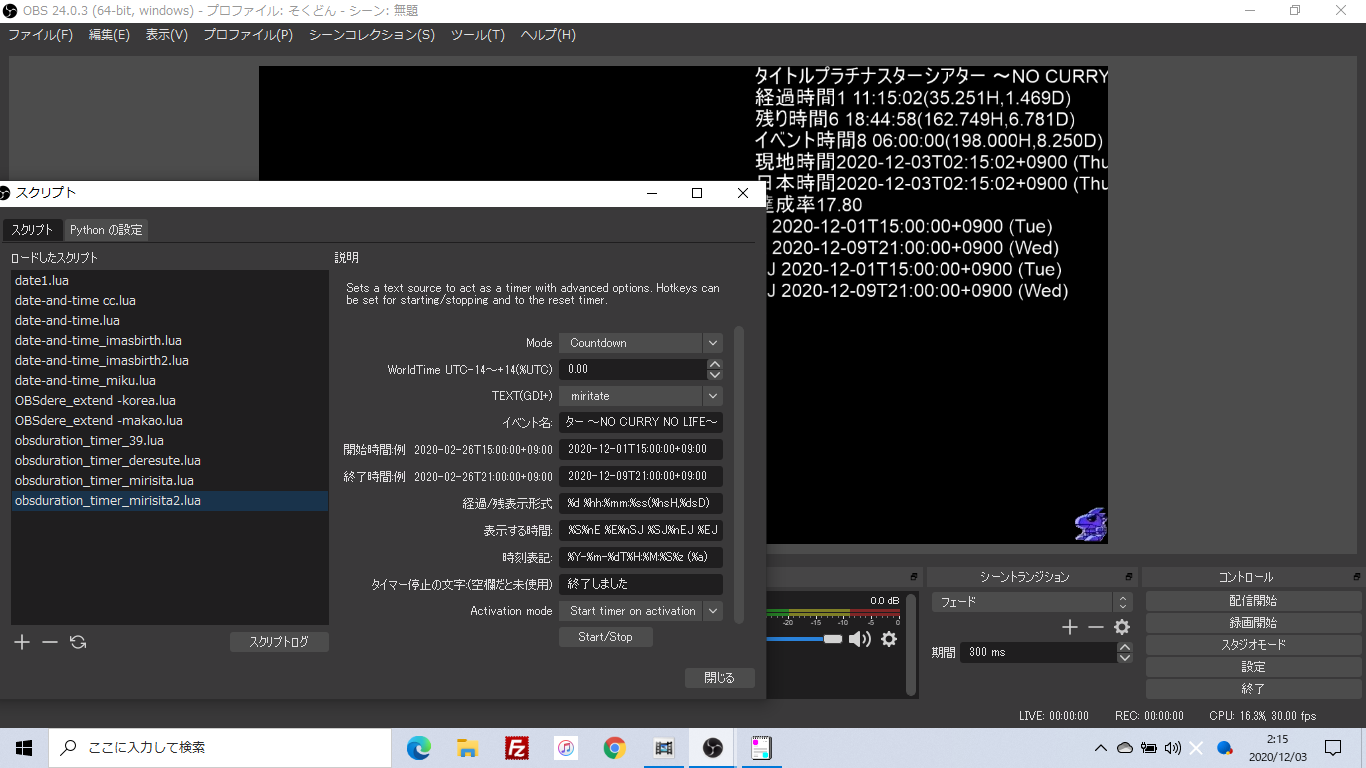 OBS 24.0.3 (64-bit, windows) - プロファイル: そくどん - シーン: 無題
ファイル(F) 編集(E) 表示(V) プロファイル(P) シーンコレクション(S) ツール(T) ヘルプ(H)
タイトルプラチナスターシアター ～NO CURRY
経過時間1 11:15:02(35.251H,1.469D)
残り時間6 18:44:58(162.749H,6.781D)
イベント時間8 06:00:00(198.000H,8.250D)
現地時間2020-12-03T02:15:02+0900 (Thu
日本時間2020-12-03T02:15:02+0900 (Thu
達成率17.80
2020-12-01T15:00:00+0900 (Tue)
2020-12-09T21:00:00+0900 (Wed)
J 2020-12-01T15:00:00+0900 (Tue)
J 2020-12-09T21:00:00+0900 (Wed)
スクリプト
スクリプト Python の設定
ロードしたスクリプト
date1.lua
date-and-time cc.lua
date-and-time.lua
date-and-time_imasbirth.lua
date-and-time_imasbirth2.lua
date-and-time_miku.lua
OBSdere_extend -korea.lua
OBSdere_extend -makao.lua
obsduration_timer_39.lua
obsduration_timer_deresute.lua
obsduration_timer_mirisita.lua
obsduration_timer_mirisita2.lua
スクリプトログ
説明
Sets a text source to act as a timer with advanced options. Hotkeys can
be set for starting/stopping and to the reset timer.
Mode Countdown
WorldTime UTC-14～+14(%UTC) 0.00
TEXT(GDI+) miritate
イベント名: ター ～NO CURRY NO LIFE～
開始時間:例 2020-02-26T15:00:00+09:00 2020-12-01T15:00:00+09:00
終了時間:例 2020-02-26T21:00:00+09:00 2020-12-09T21:00:00+09:00
経過/残表示形式 %d %hh:%mm:%ss(%hsH,%dsD)
表示する時間: %S%nE %E%nSJ %SJ%nEJ %EJ
時刻表記: %Y-%m-%dT%H:%M:%S%z (%a)
タイマー停止の文字:(空欄だと未使用) 終了しました
Activation mode Start timer on activation
Start/Stop
閉じる
0.0 dB
-20 -15 -10 -5 0
シーントランジション
フェード
期間 300 ms
コントロール
配信開始
録画開始
スタジオモード
設定
終了
LIVE: 00:00:00 REC: 00:00:00 CPU: 16.3%, 30.00 fps
ここに入力して検索
2:15
2020/12/03